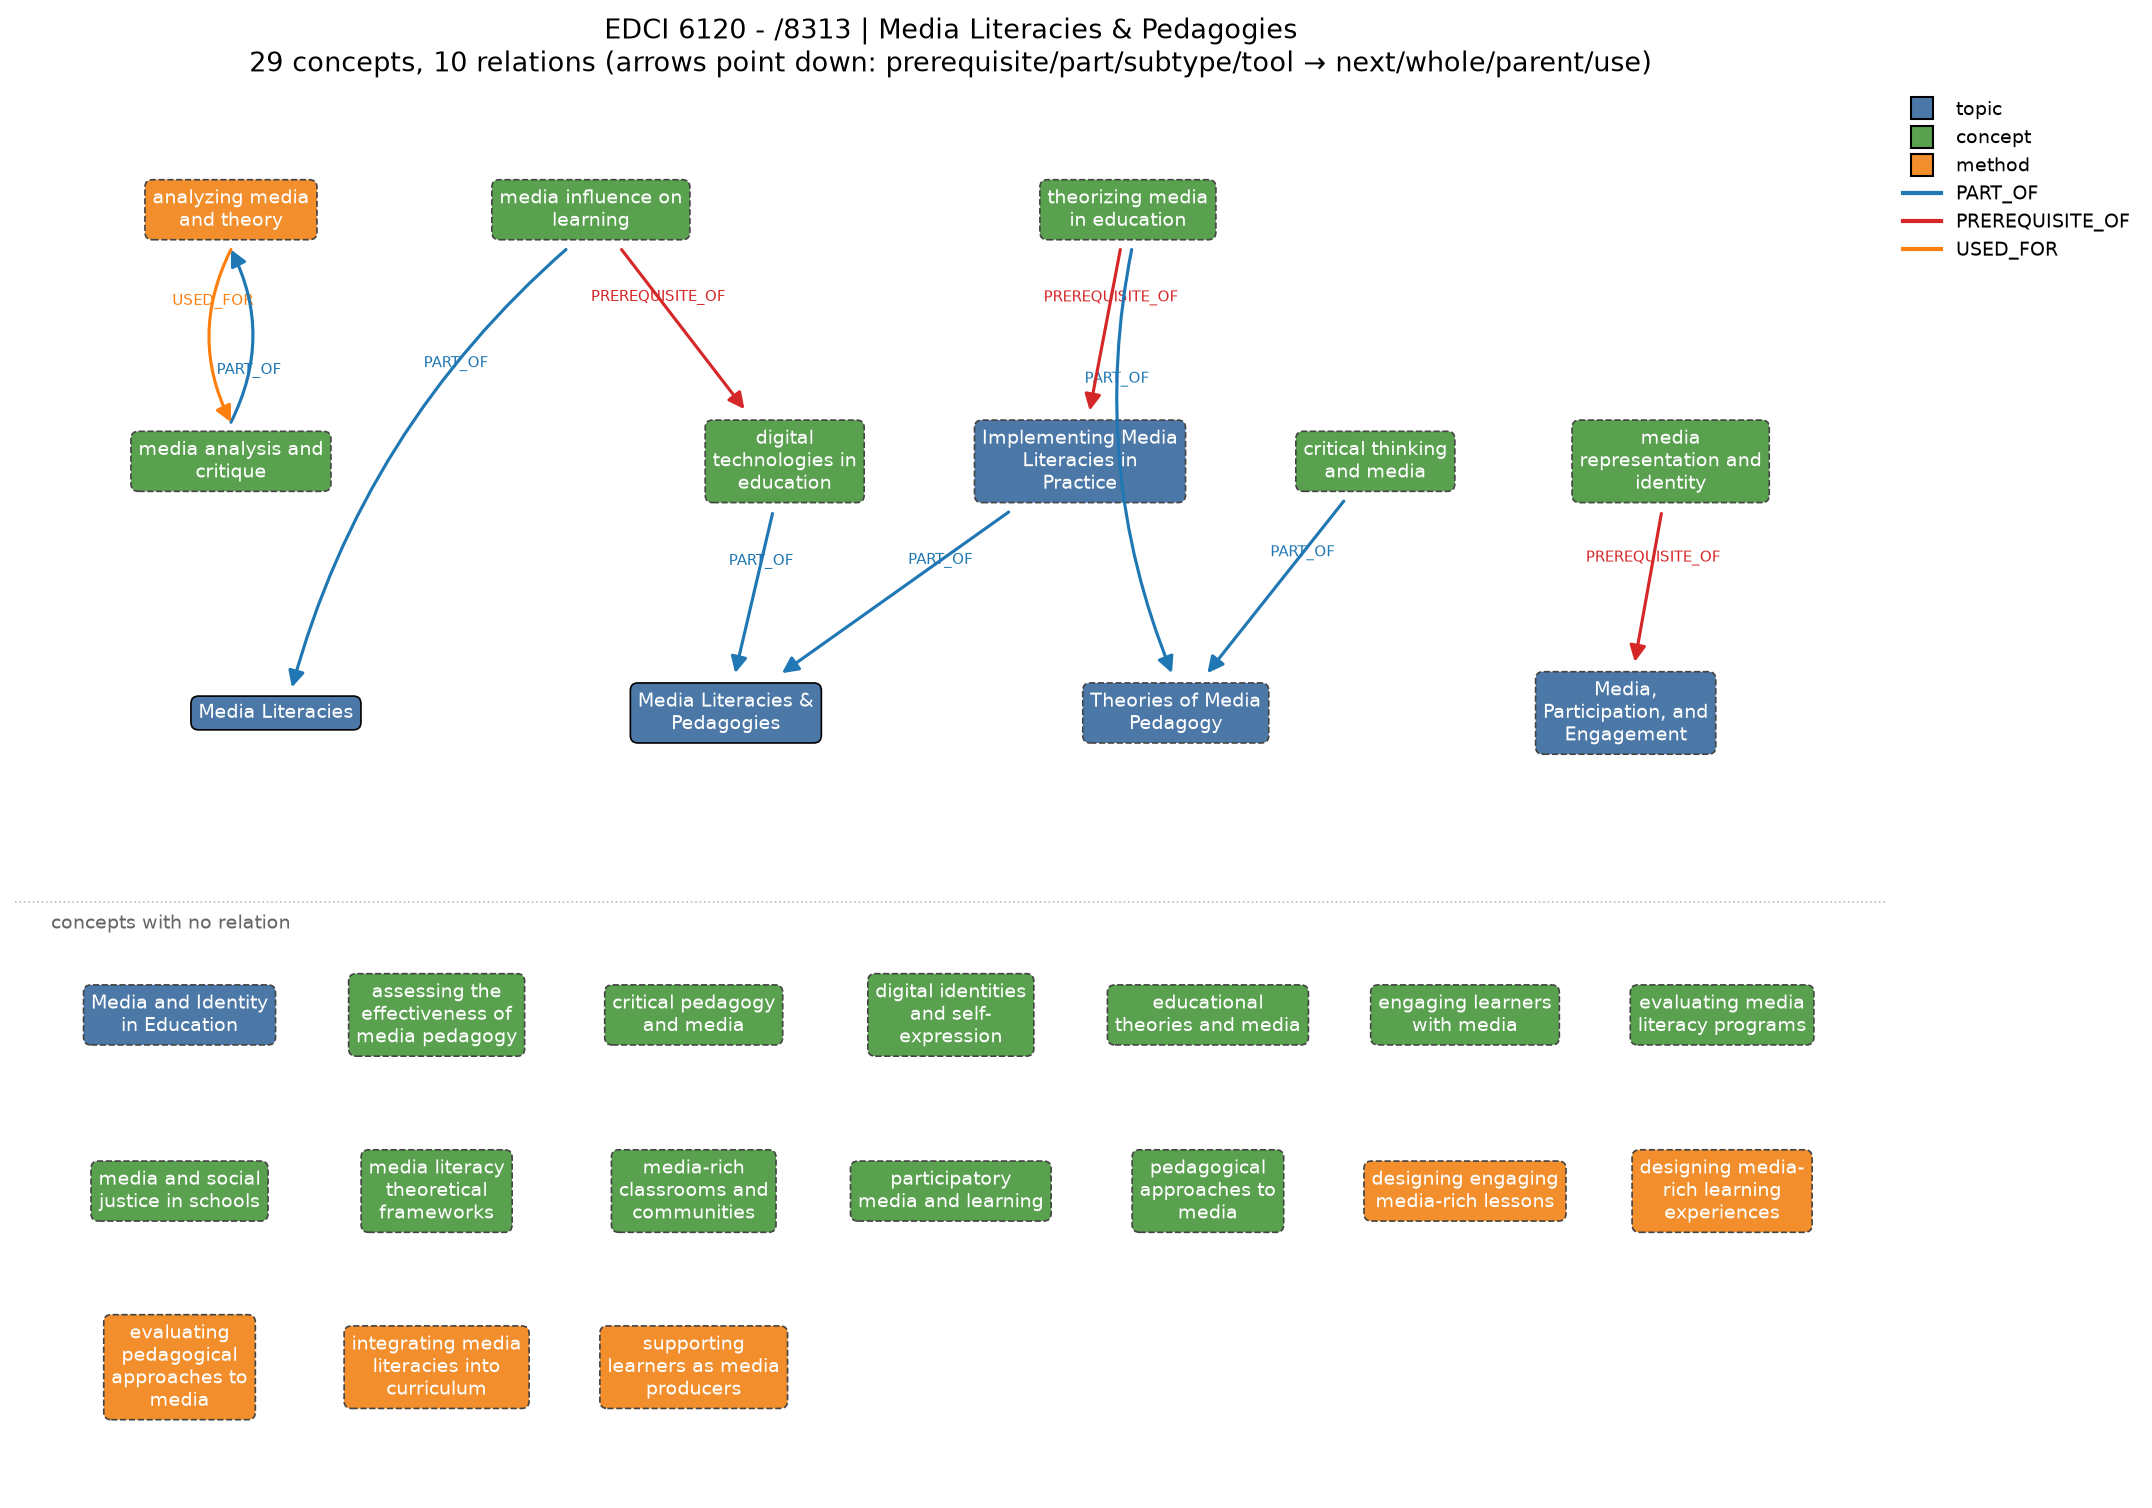 EDCI 6120 - /8313 | Media Literacies & Pedagogies
29 concepts, 10 relations (arrows point down: prerequisite/part/subtype/tool → next/whole/parent/use)
topic
concept
method
PART_OF
PREREQUISITE_OF
USED_FOR
analyzing media
and theory
media influence on
learning
theorizing media
in education
USED_FOR
PREREQUISITE_OF
PREREQUISITE_OF
PART_OF
PART_OF
PART_OF
media analysis and
critique
digital
technologies in
education
Implementing Media
Literacies in
Practice
critical thinking
and media
media
representation and
identity
PART_OF
PART_OF
PART_OF
PREREQUISITE_OF
Media Literacies
Media Literacies &
Pedagogies
Theories of Media
Pedagogy
Media,
Participation, and
Engagement
concepts with no relation
Media and Identity
in Education
assessing the
effectiveness of
media pedagogy
critical pedagogy
and media
digital identities
and self-
expression
educational
theories and media
engaging learners
with media
evaluating media
literacy programs
media and social
justice in schools
media literacy
theoretical
frameworks
media-rich
classrooms and
communities
participatory
media and learning
pedagogical
approaches to
media
designing engaging
media-rich lessons
designing media-
rich learning
experiences
evaluating
pedagogical
approaches to
media
integrating media
literacies into
curriculum
supporting
learners as media
producers